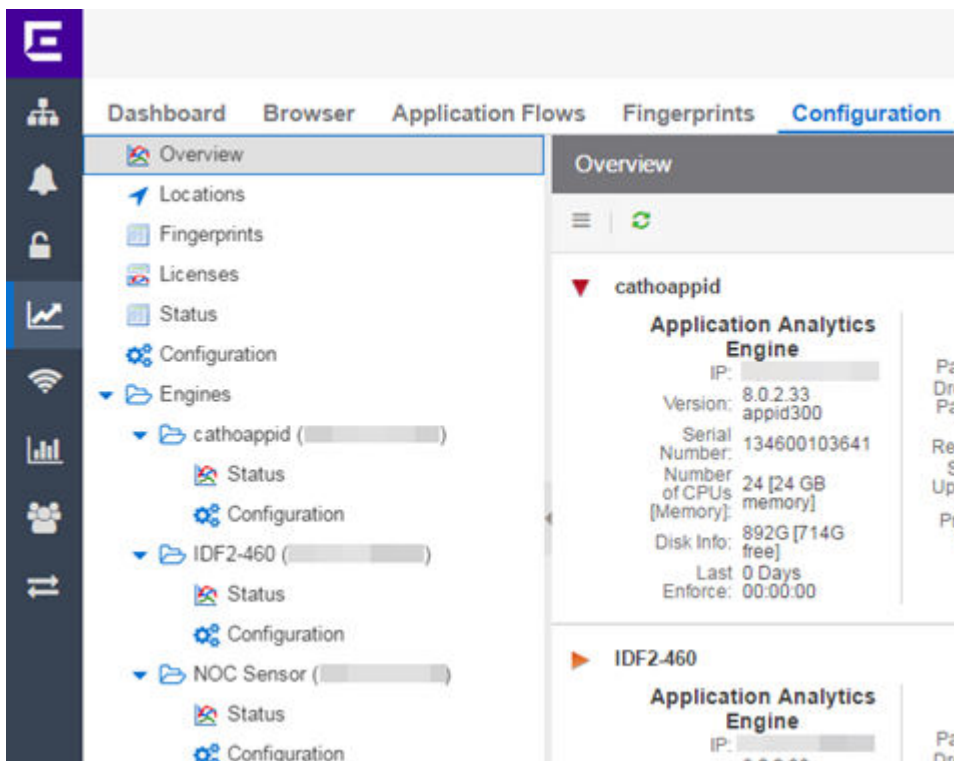 Dashboard Browser Application Flows Fingerprints Configuration
Overview
Locations
Fingerprints
Licenses
Status
Configuration
Engines
cathoappid ( )
Status
Configuration
IDF2-460 ( )
Status
Configuration
NOC Sensor ( )
Status
Configuration
Overview
cathoappid
Application Analytics
Engine
IP:
Version: 8.0.2.33
appid300
Serial
Number: 134600103641
Number
of CPUs
[Memory]: 24 [24 GB
memory]
Disk Info: 892G [714G
free]
Last
Enforce: 0 Days
00:00:00
IDF2-460
Application Analytics
Engine
IP: